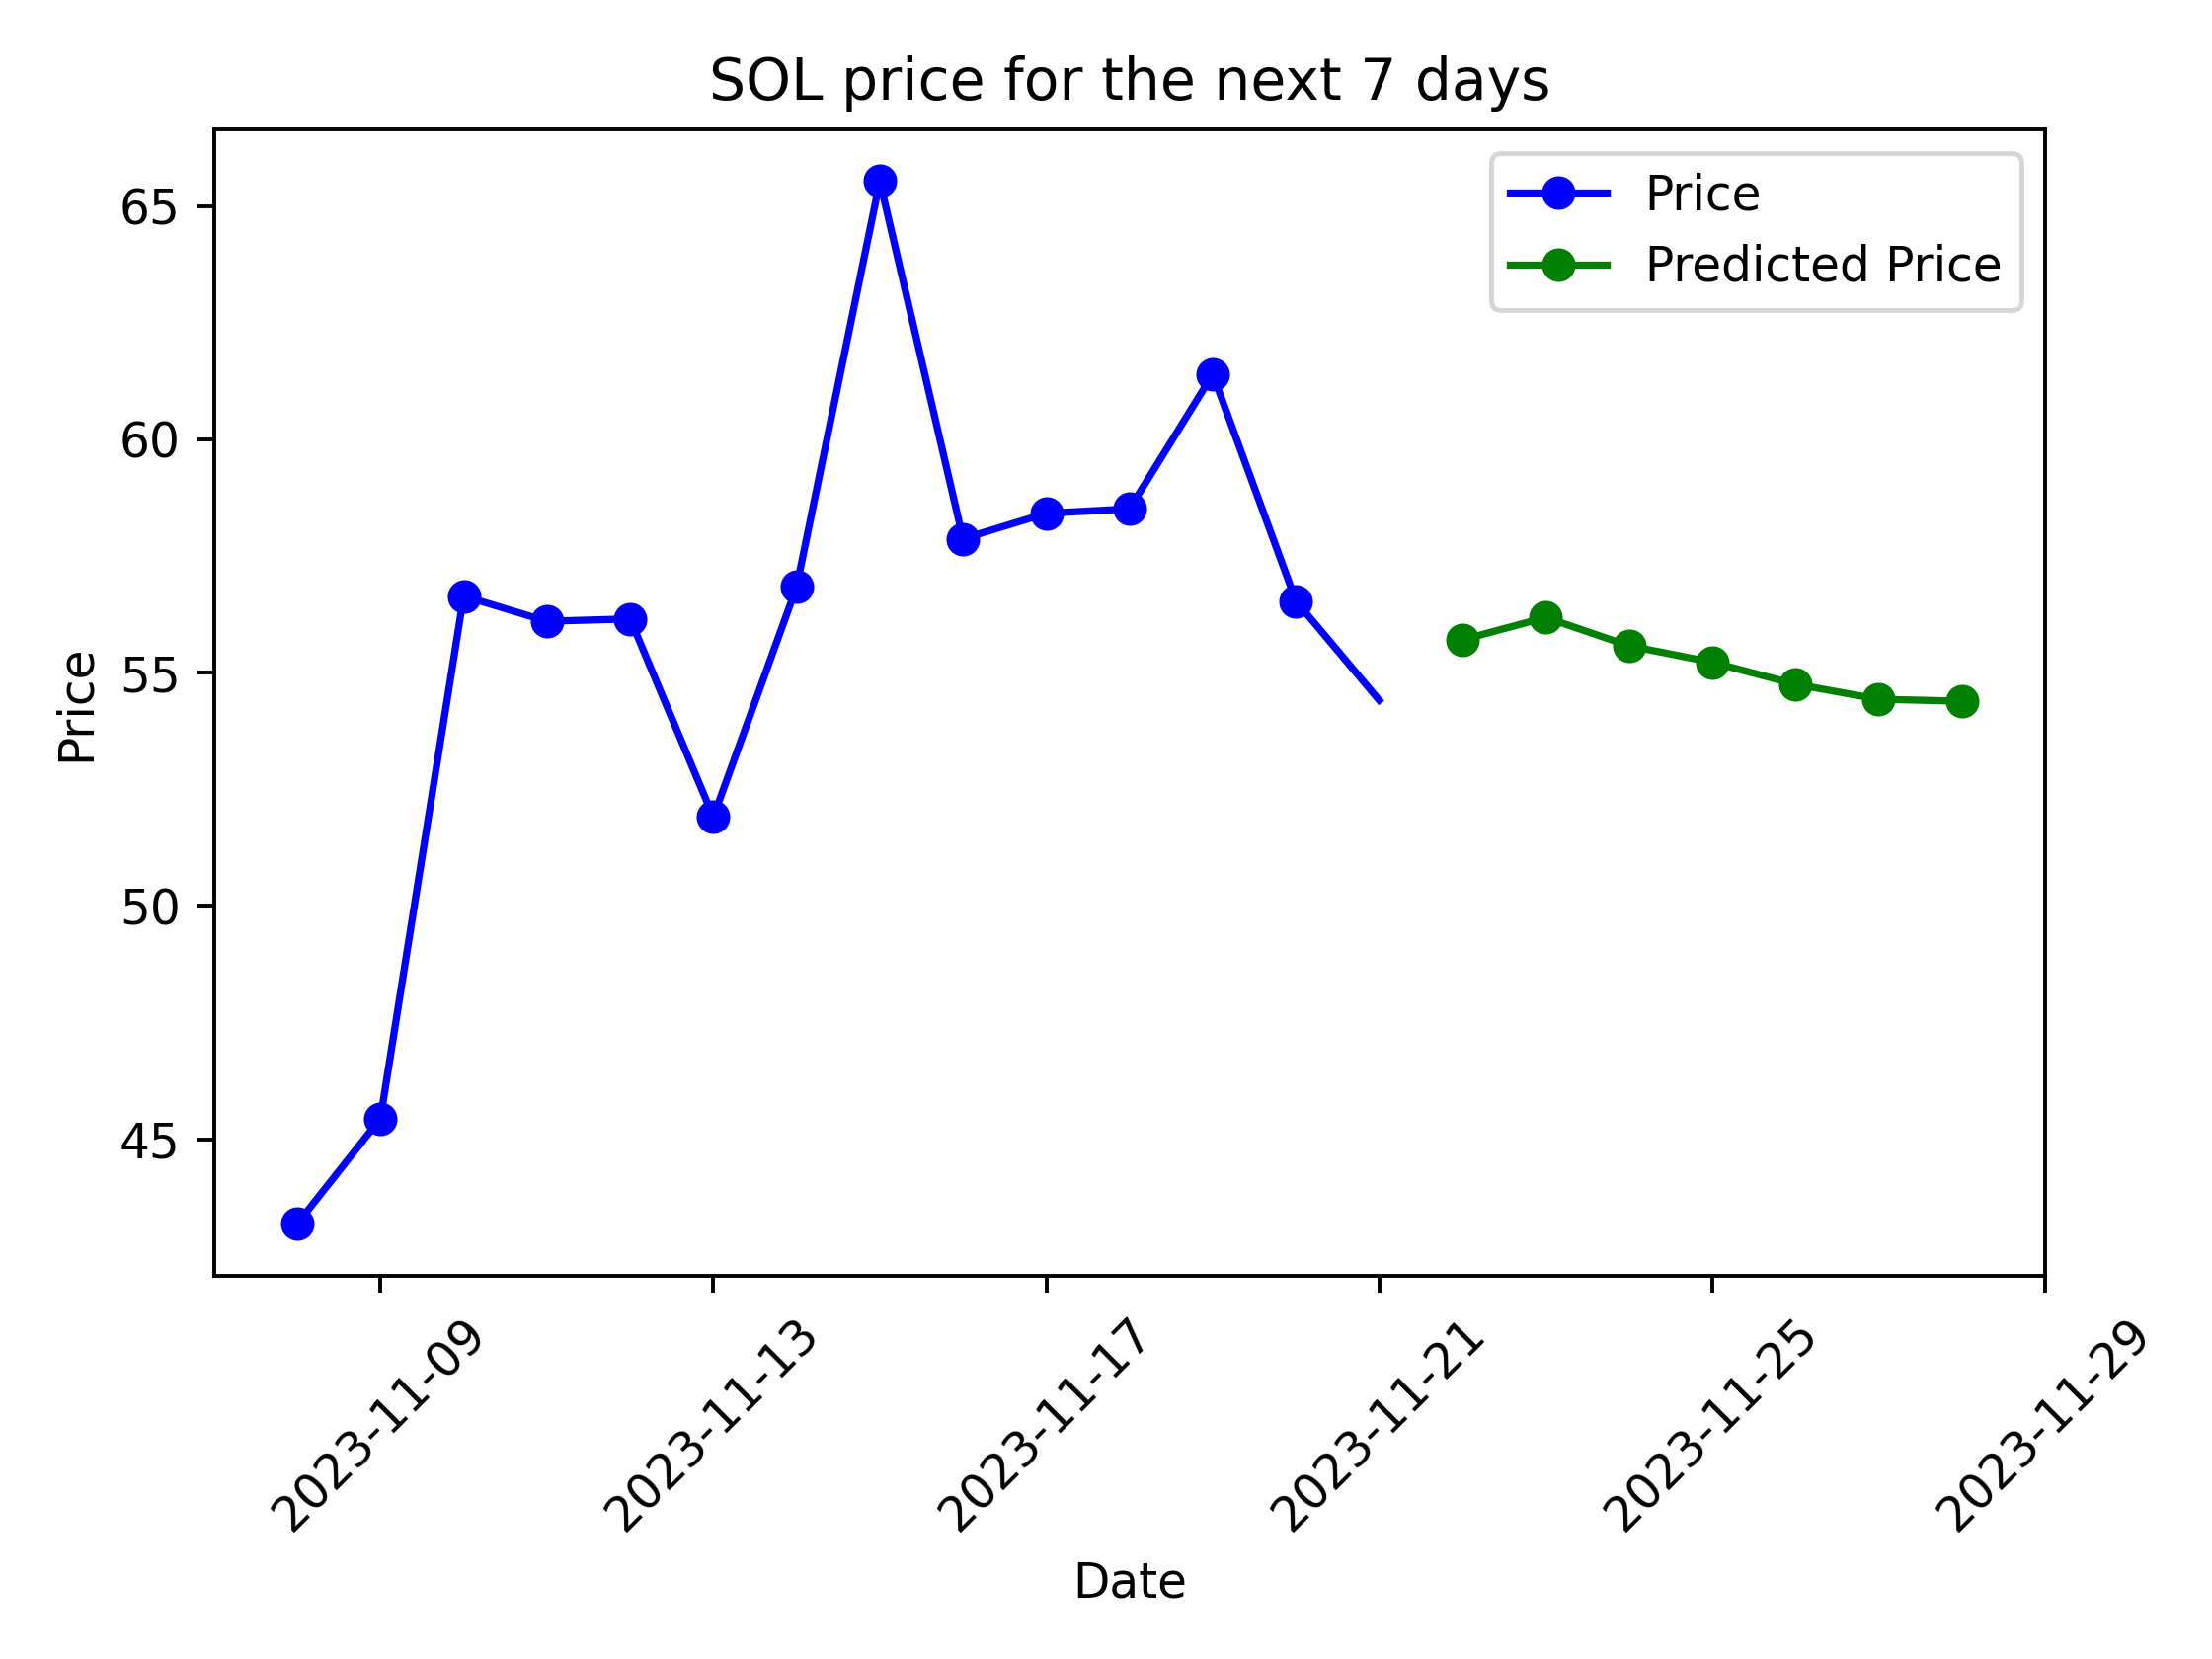 SOL price for the next 7 days
Price
Predicted Price
65
60
55
50
45
Price
2023-11-09
2023-11-13
2023-11-17
2023-11-21
2023-11-25
2023-11-29
Date